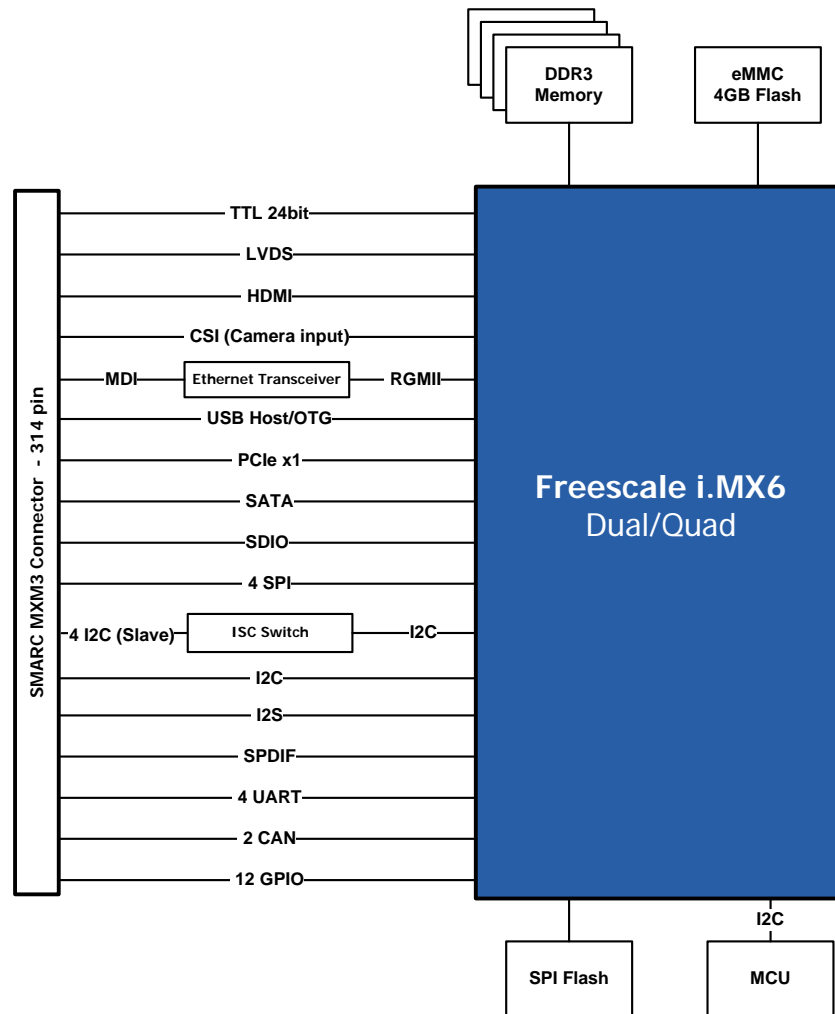 DDR3
Memory
eMMC
4GB Flash
SMARC MXM3 Connector - 314 pin
TTL 24bit
LVDS
HDMI
CSI (Camera input)
MDI
Ethernet Transceiver
RGMII
USB Host/OTG
PCIe x1
SATA
SDIO
4 SPI
4 I2C (Slave)
ISC Switch
I2C
I2C
I2S
SPDIF
4 UART
2 CAN
12 GPIO
Freescale i.MX6
Dual/Quad
I2C
SPI Flash
MCU